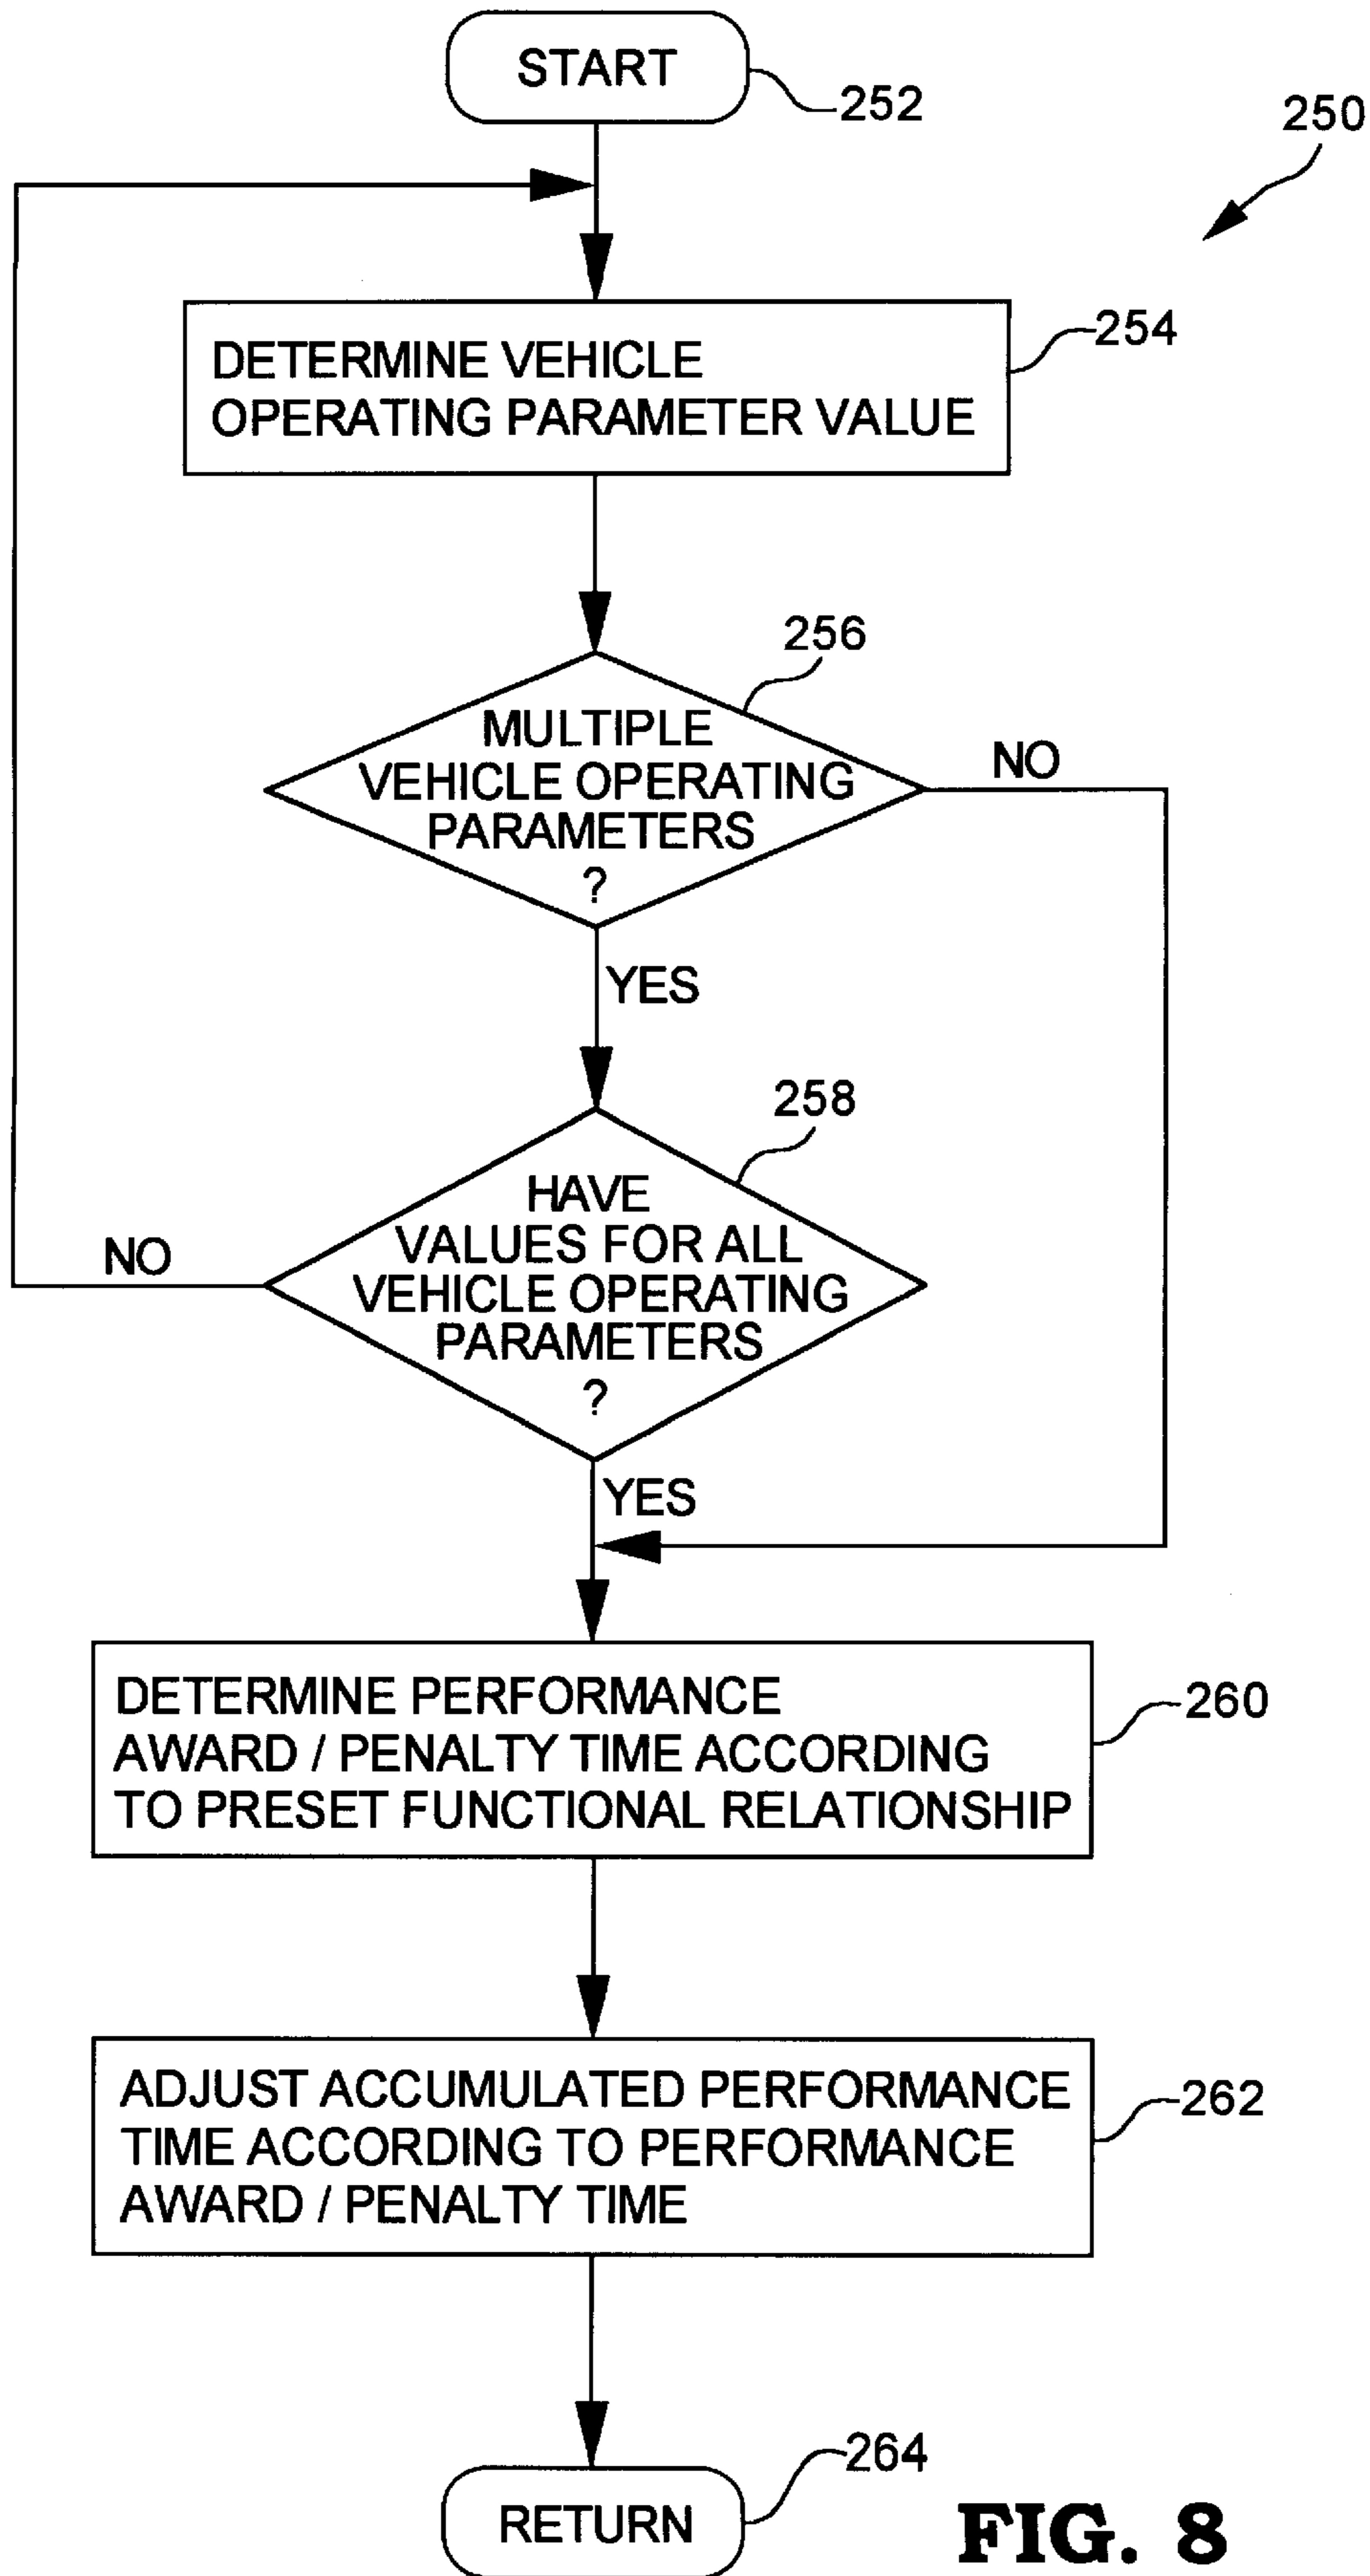 START
252
250
DETERMINE VEHICLE
OPERATING PARAMETER VALUE
254
256
MULTIPLE
VEHICLE OPERATING
PARAMETERS
?
NO
YES
258
HAVE
VALUES FOR ALL
VEHICLE OPERATING
PARAMETERS
?
NO
YES
DETERMINE PERFORMANCE
AWARD / PENALTY TIME ACCORDING
TO PRESET FUNCTIONAL RELATIONSHIP
260
ADJUST ACCUMULATED PERFORMANCE
TIME ACCORDING TO PERFORMANCE
AWARD / PENALTY TIME
262
264
RETURN
FIG. 8